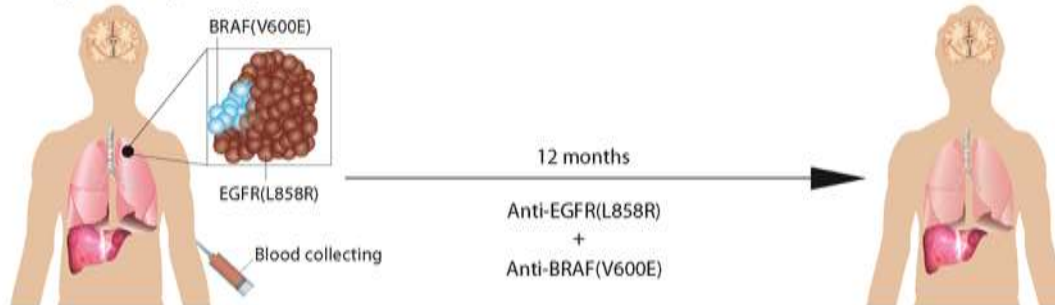 BRAF(V600E)
EGFR(L858R)
Blood collecting
12 months
Anti-EGFR(L858R)
+
Anti-BRAF(V600E)